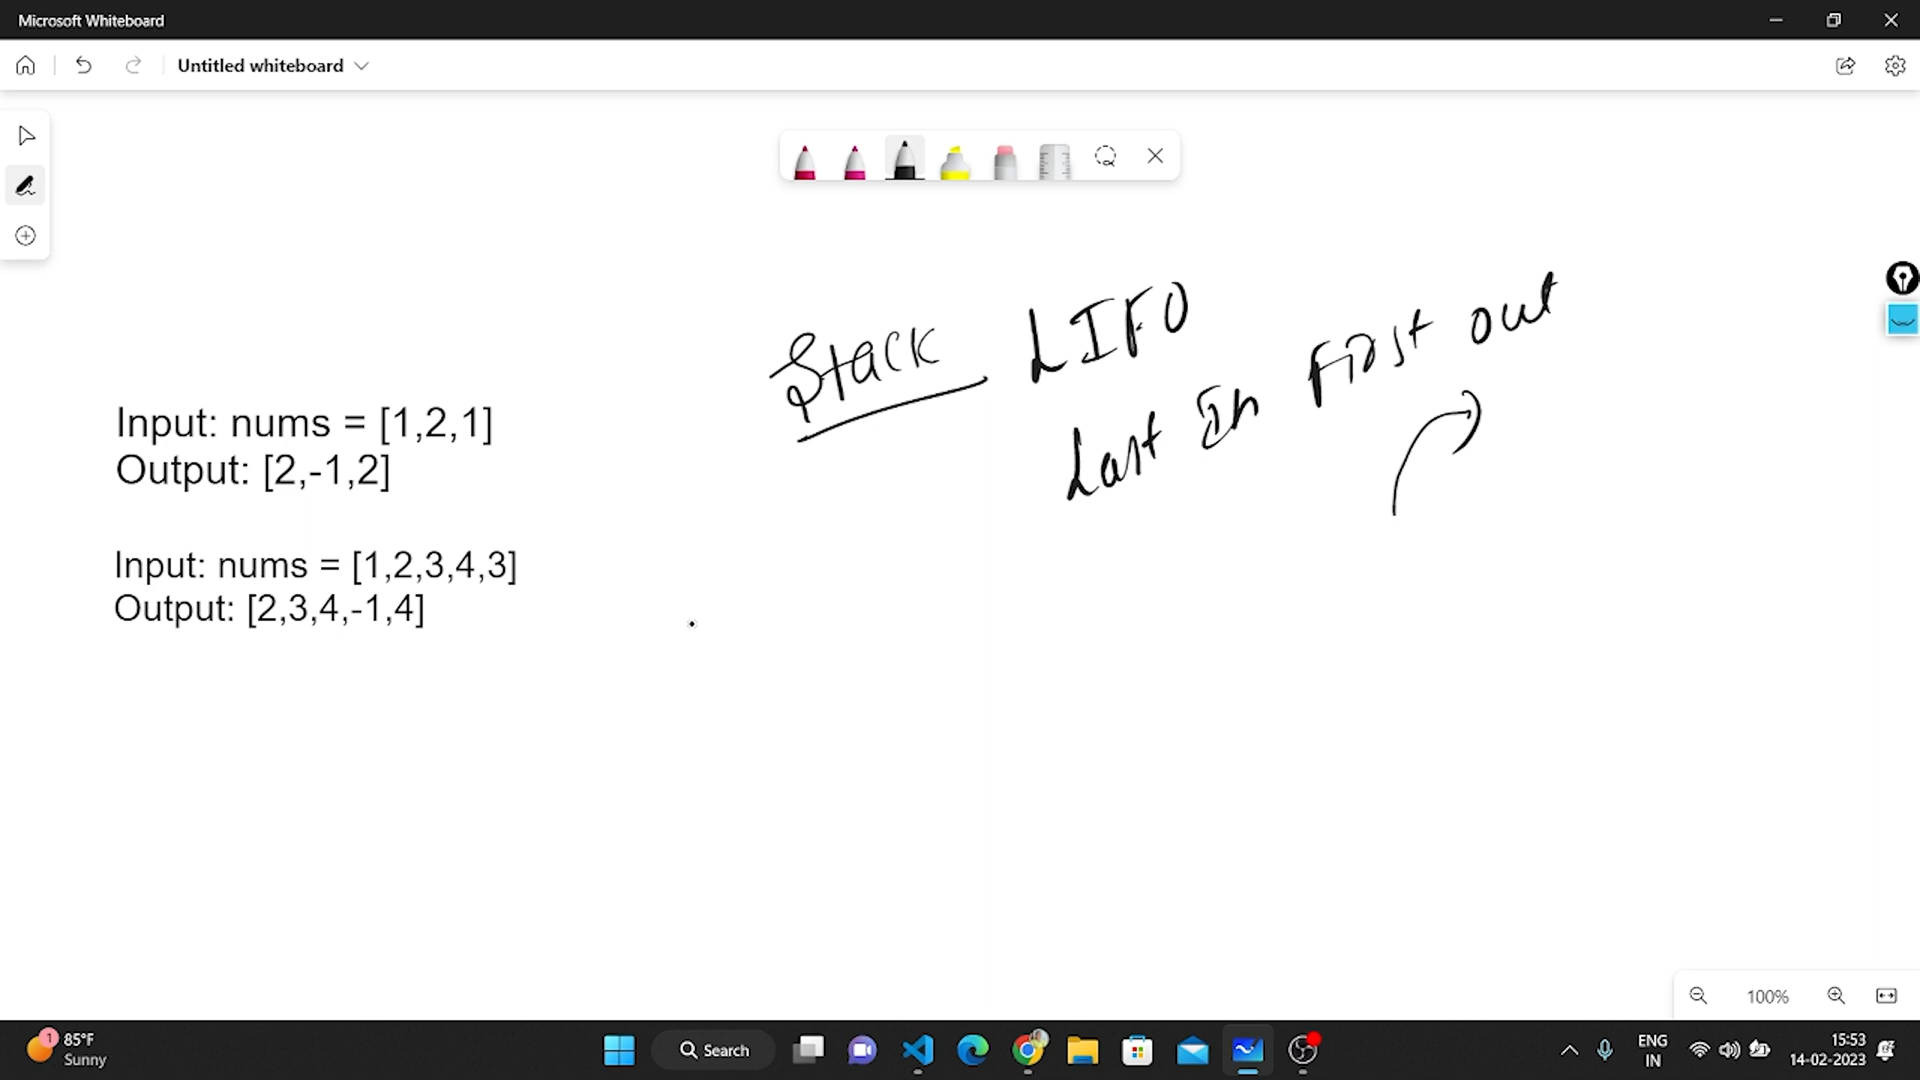 Microsoft Whiteboard
Untitled whiteboard
Stack LIFO
Last In First Out
Input: nums = [1,2,1]
Output: [2,-1,2]
Input: nums = [1,2,3,4,3]
Output: [2,3,4,-1,4]
100%
1
85°F
Sunny
Search
ENG
IN
15:53
14-02-2023